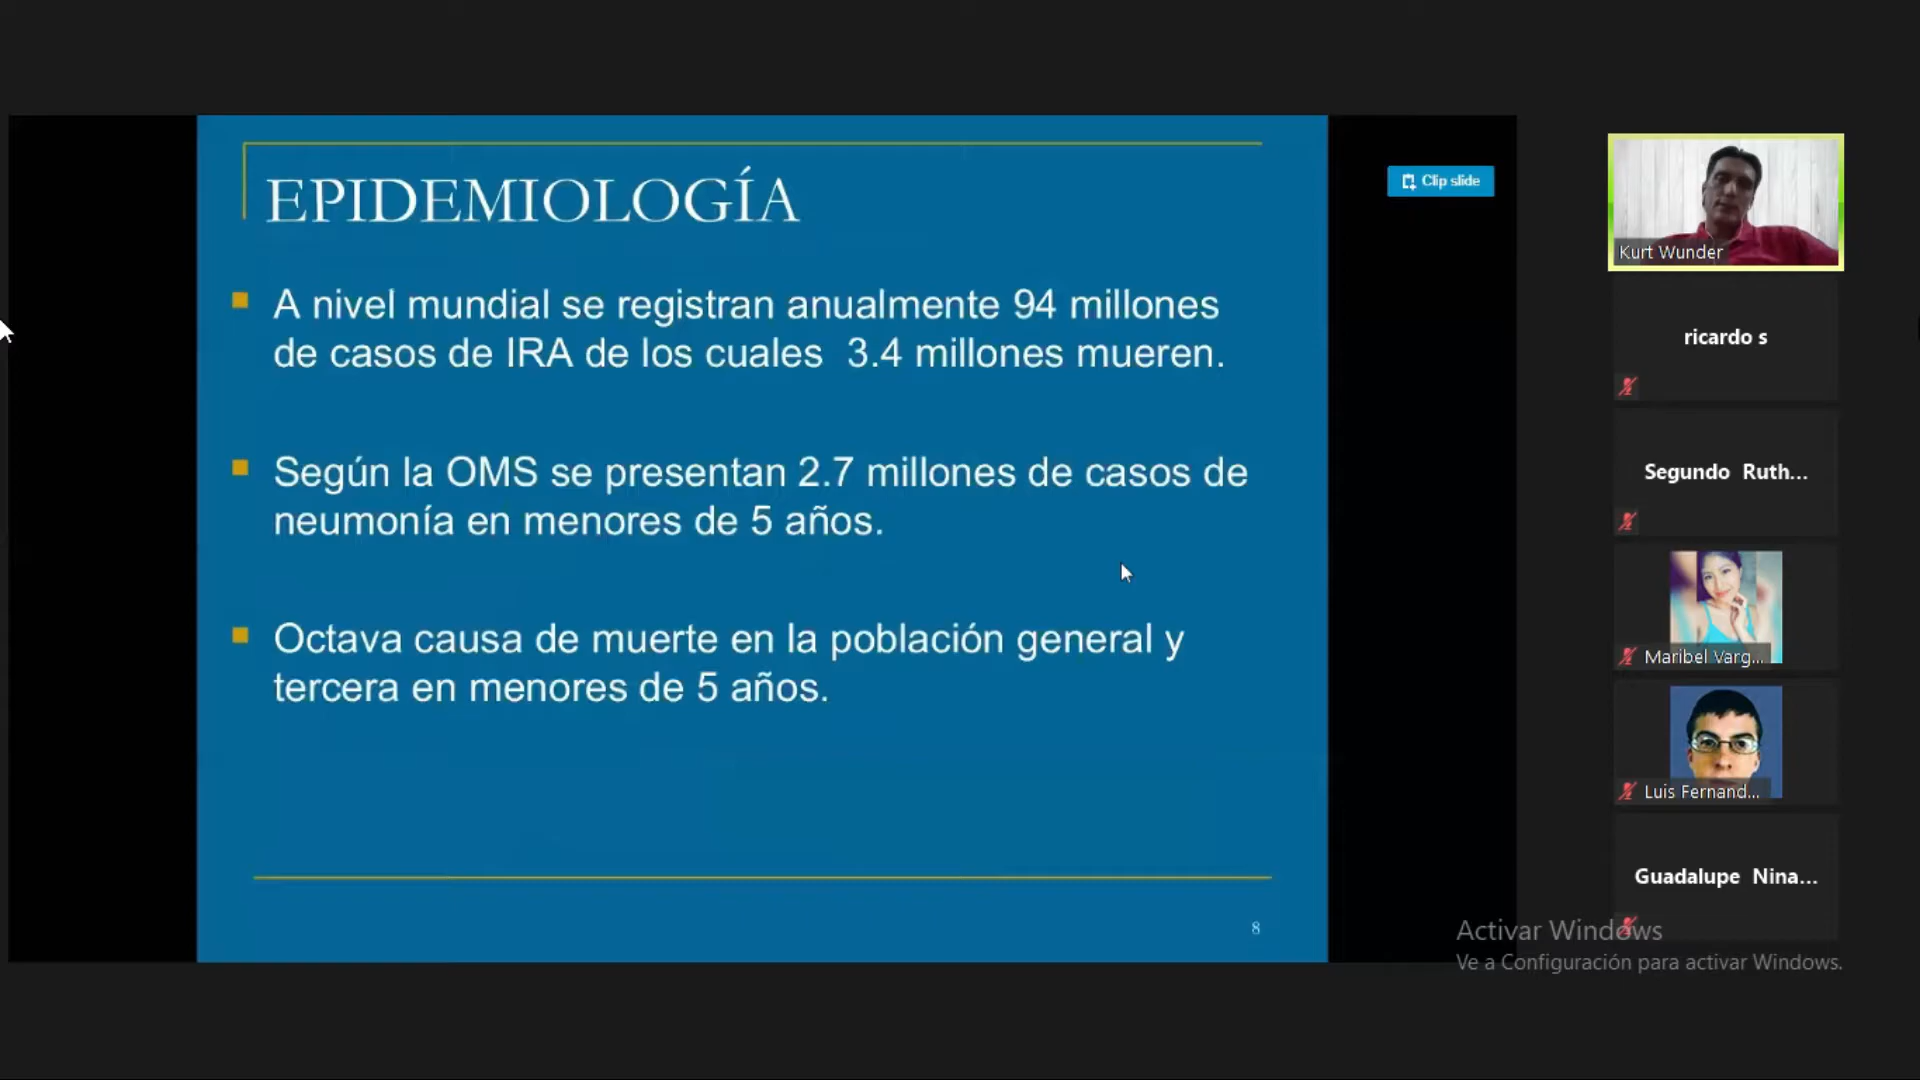 EPIDEMIOLOGÍA
A nivel mundial se registran anualmente 94 millones
de casos de IRA de los cuales 3.4 millones mueren.
Según la OMS se presentan 2.7 millones de casos de
neumonía en menores de 5 años.
Octava causa de muerte en la población general y
tercera en menores de 5 años.
8
Clip slide
Kurt Wunder
ricardo s
Segundo Ruth...
Maribel Varg...
Luis Fernand...
Guadalupe Nina...
Activar Windows
Ve a Configuración para activar Windows.